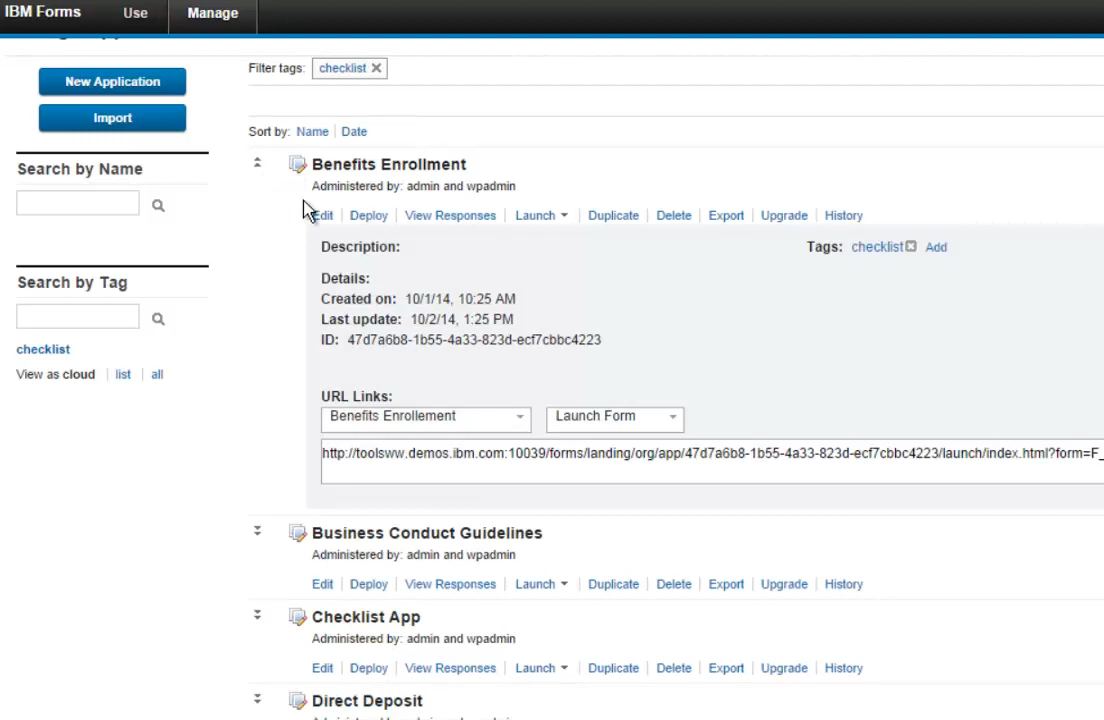 IBM Forms Use Manage
New Application
Import
Search by Name
Search by Tag
checklist
View as cloud | list | all
Filter tags: checklist ✕
Sort by: Name | Date
Benefits Enrollment
Administered by: admin and wpadmin
Edit | Deploy | View Responses | Launch | Duplicate | Delete | Export | Upgrade | History
Description:
Tags: checklist Add
Details:
Created on: 10/1/14, 10:25 AM
Last update: 10/2/14, 1:25 PM
ID: 47d7a6b8-1b55-4a33-823d-ecf7cbbc4223
URL Links:
Benefits Enrollement Launch Form
http://toolsww.demos.ibm.com:10039/forms/landing/org/app/47d7a6b8-1b55-4a33-823d-ecf7cbbc4223/launch/index.html?form=F_
Business Conduct Guidelines
Administered by: admin and wpadmin
Edit | Deploy | View Responses | Launch | Duplicate | Delete | Export | Upgrade | History
Checklist App
Administered by: admin and wpadmin
Edit | Deploy | View Responses | Launch | Duplicate | Delete | Export | Upgrade | History
Direct Deposit